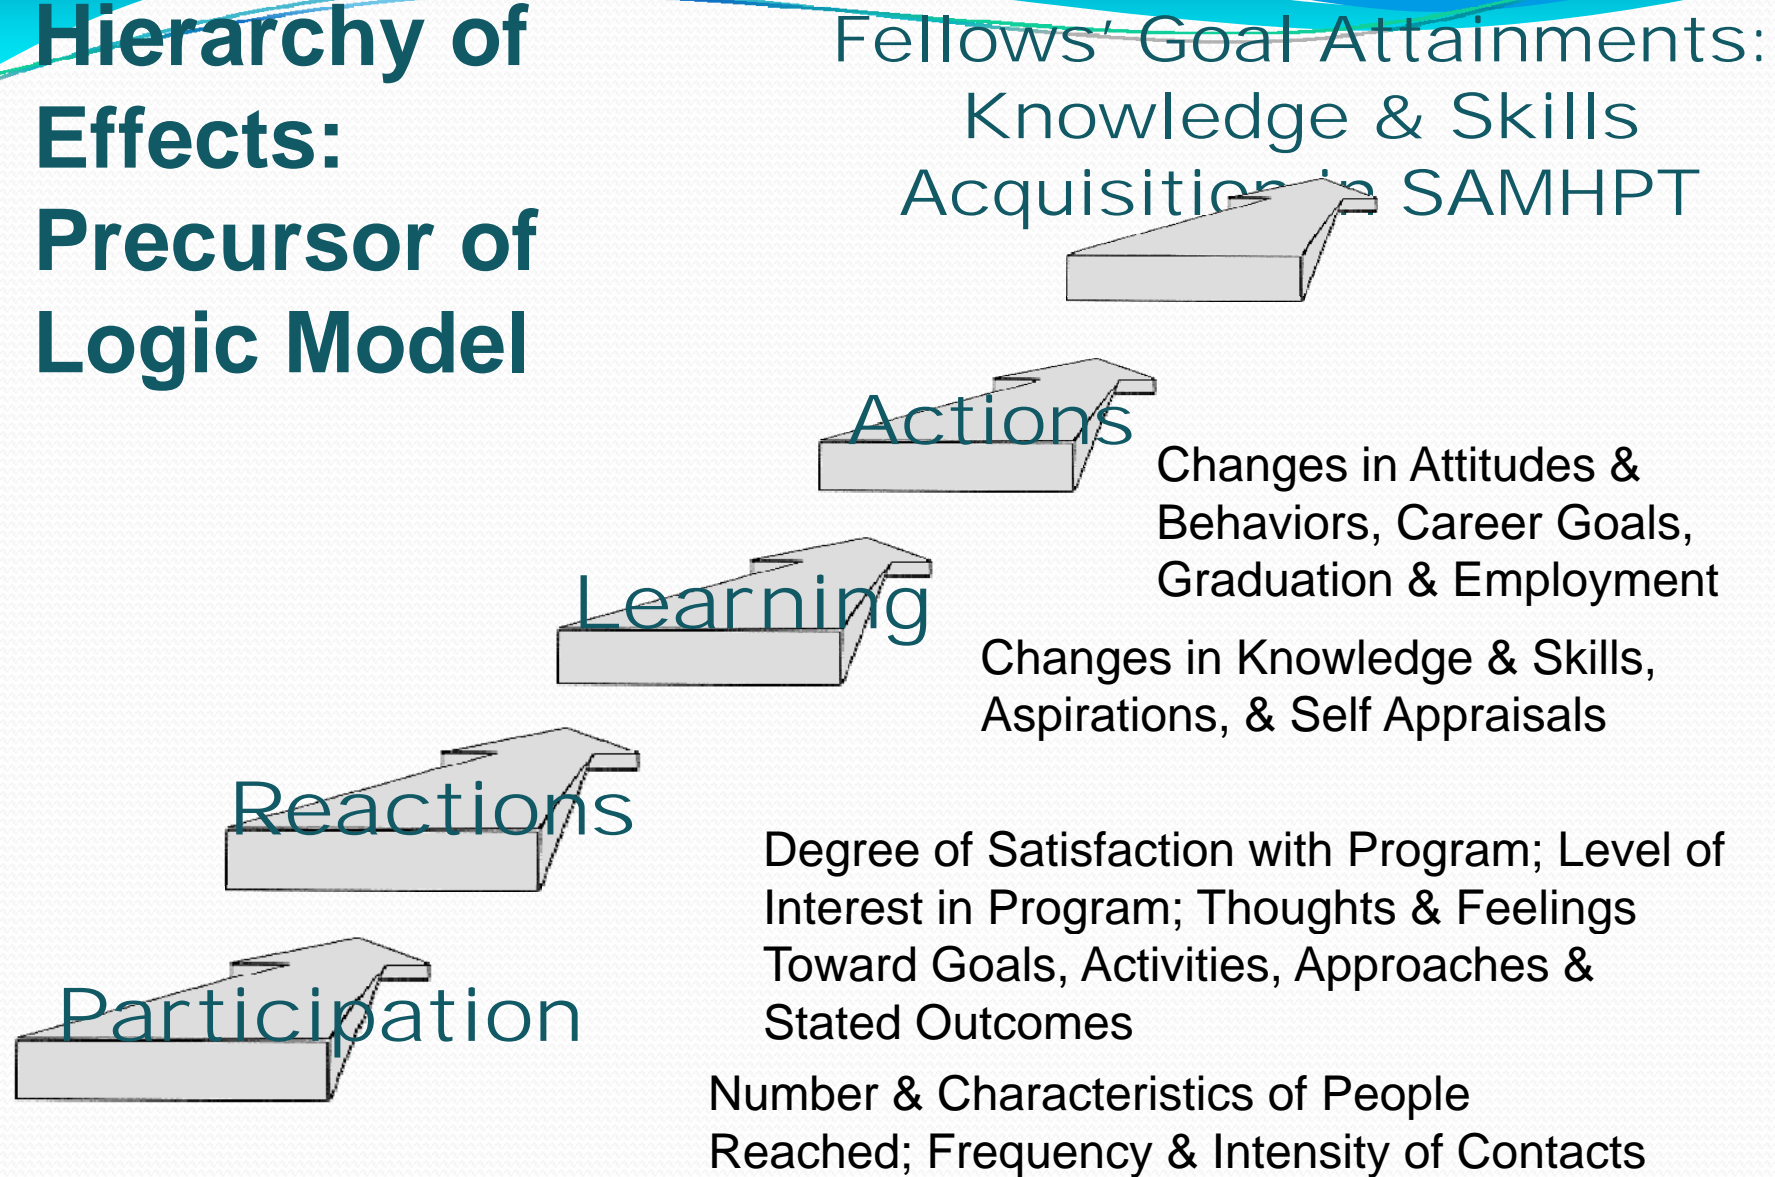 Hierarchy of
Effects:
Precursor of
Logic Model
Fellows' Goal Attainments:
Knowledge & Skills
Acquisition in SAMHPT
Actions
Changes in Attitudes &
Behaviors, Career Goals,
Graduation & Employment
Learning
Changes in Knowledge & Skills,
Aspirations, & Self Appraisals
Reactions
Degree of Satisfaction with Program; Level of
Interest in Program; Thoughts & Feelings
Toward Goals, Activities, Approaches &
Stated Outcomes
Participation
Number & Characteristics of People
Reached; Frequency & Intensity of Contacts